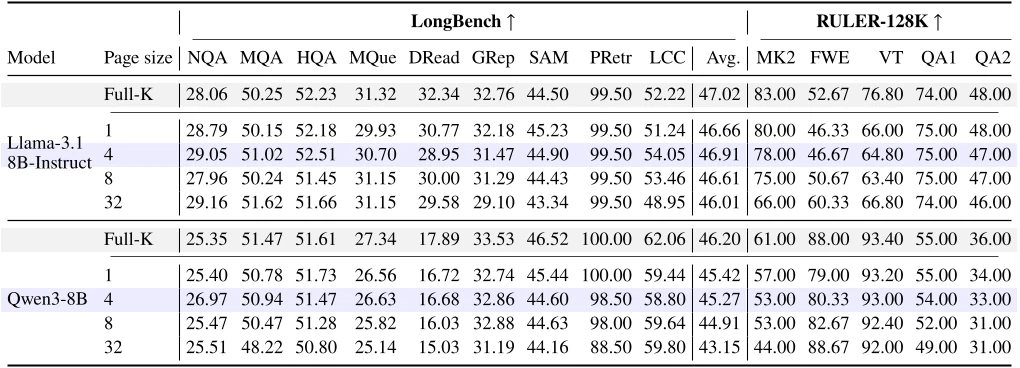 LongBench ↑ RULER-128K ↑
Model Page size NQA MQA HQA MQue DRead GRep SAM PRetr LCC Avg. MK2 FWE VT QA1 QA2
Full-K 28.06 50.25 52.23 31.32 32.34 32.76 44.50 99.50 52.22 47.02 83.00 52.67 76.80 74.00 48.00
Llama-3.1
8B-Instruct
1 28.79 50.15 52.18 29.93 30.77 32.18 45.23 99.50 51.24 46.66 80.00 46.33 66.00 75.00 48.00
4 29.05 51.02 52.51 30.70 28.95 31.47 44.90 99.50 54.05 46.91 78.00 46.67 64.80 75.00 47.00
8 27.96 50.24 51.45 31.15 30.00 31.29 44.43 99.50 53.46 46.61 75.00 50.67 63.40 75.00 47.00
32 29.16 51.62 51.66 31.15 29.58 29.10 43.34 99.50 48.95 46.01 66.00 60.33 66.80 74.00 46.00
Full-K 25.35 51.47 51.61 27.34 17.89 33.53 46.52 100.00 62.06 46.20 61.00 88.00 93.40 55.00 36.00
Qwen3-8B
1 25.40 50.78 51.73 26.56 16.72 32.74 45.44 100.00 59.44 45.42 57.00 79.00 93.20 55.00 34.00
4 26.97 50.94 51.47 26.63 16.68 32.86 44.60 98.50 58.80 45.27 53.00 80.33 93.00 54.00 33.00
8 25.47 50.47 51.28 25.82 16.03 32.88 44.63 98.00 59.64 44.91 53.00 82.67 92.40 52.00 31.00
32 25.51 48.22 50.80 25.14 15.03 31.19 44.16 88.50 59.80 43.15 44.00 88.67 92.00 49.00 31.00